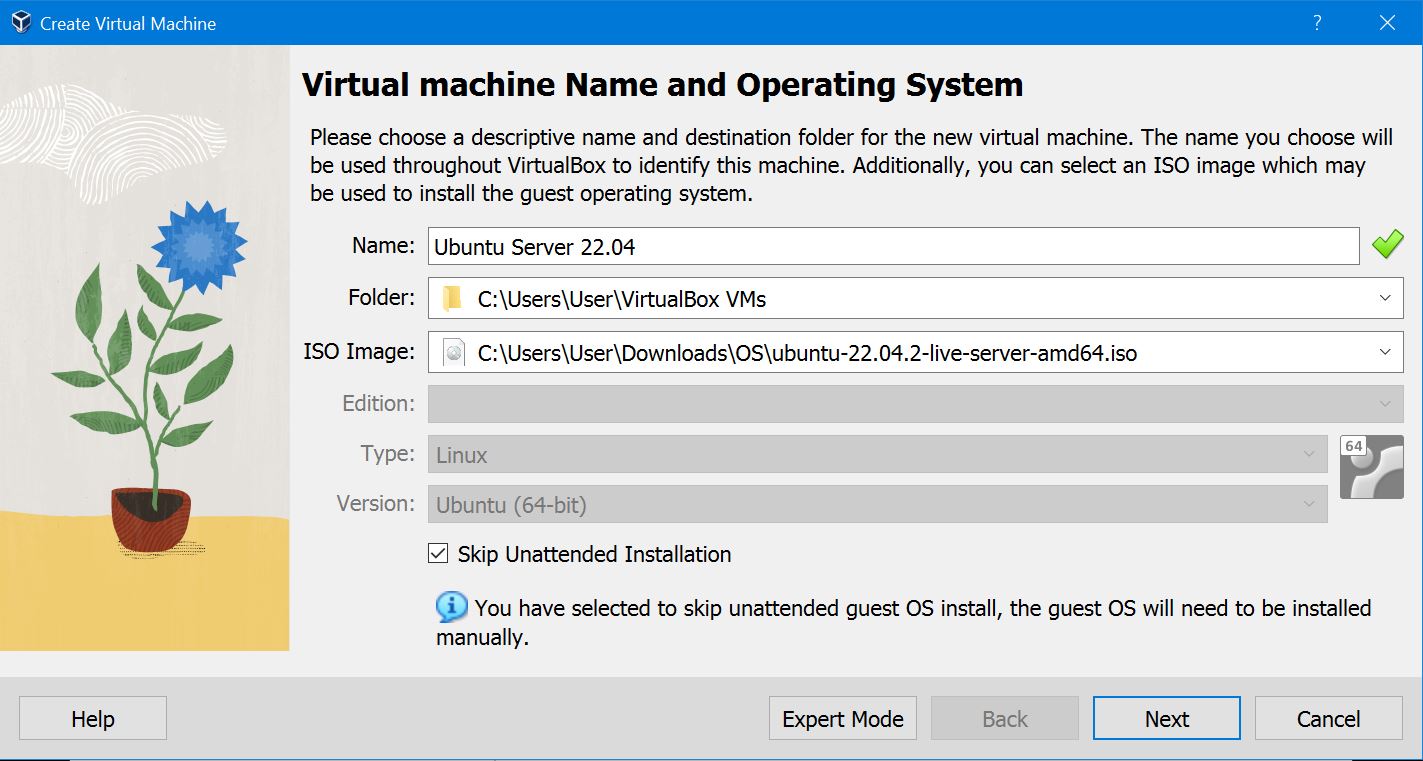 Create Virtual Machine
?
Virtual machine Name and Operating System
Please choose a descriptive name and destination folder for the new virtual machine. The name you choose will
be used throughout VirtualBox to identify this machine. Additionally, you can select an ISO image which may
be used to install the guest operating system.
Name: Ubuntu Server 22.04
Folder: C:\Users\User\VirtualBox VMs
ISO Image: C:\Users\User\Downloads\OS\ubuntu-22.04.2-live-server-amd64.iso
Edition:
Type: Linux
64
Version: Ubuntu (64-bit)
Skip Unattended Installation
You have selected to skip unattended guest OS install, the guest OS will need to be installed
manually.
Help Expert Mode Back Next Cancel